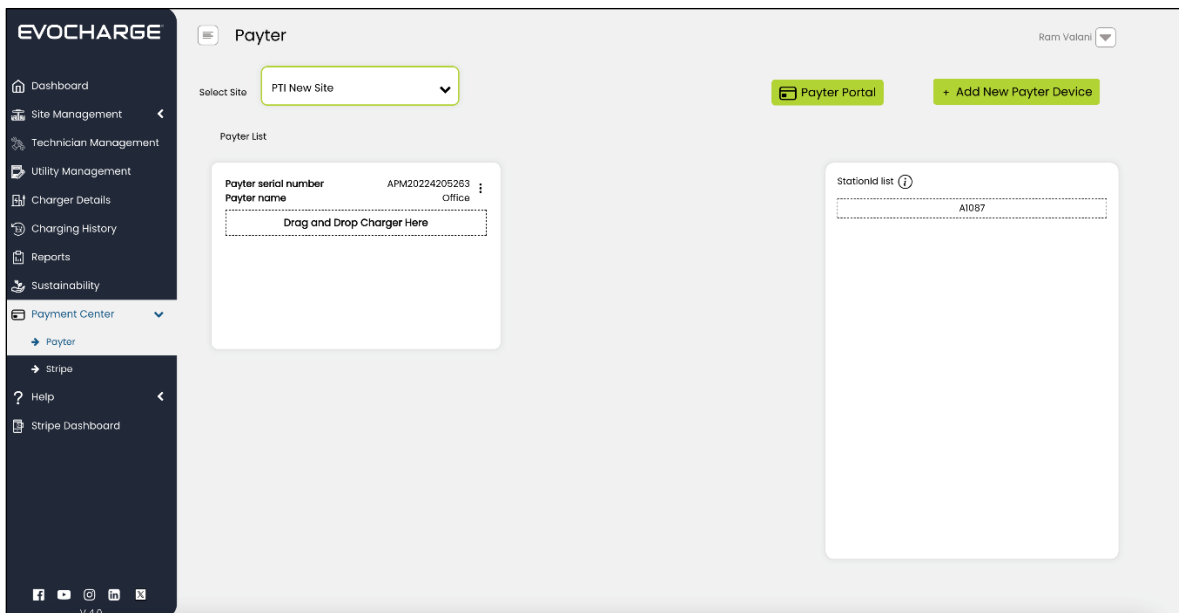 EVOCHARGE
Dashboard
Site Management
Technician Management
Utility Management
Charger Details
Charging History
Reports
Sustainability
Payment Center
Payter
Stripe
Help
Stripe Dashboard
V 4.0
Payter
Ram Valani
Select Site
PTI New Site
Payter Portal
+ Add New Payter Device
Payter List
Payter serial number APM20224205263
Payter name Office
Drag and Drop Charger Here
StationId list
A1087